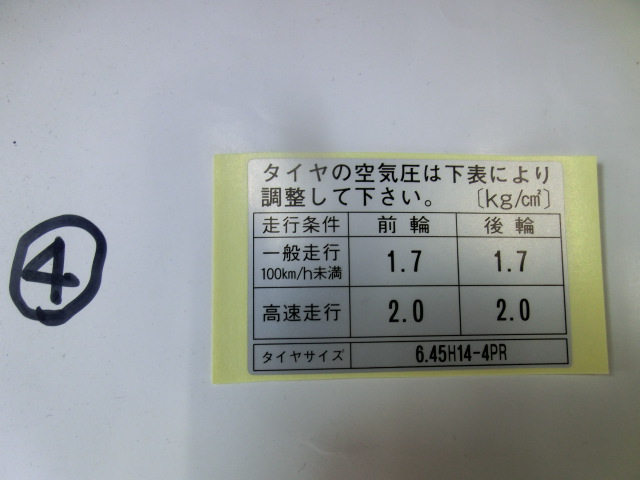 ④
タイヤの空気圧は下表により
調整して下さい。 〔kg/cm²〕
走行条件 前輪 後輪
一般走行
100km/h未満 1.7 1.7
高速走行 2.0 2.0
タイヤサイズ 6.45H14-4PR